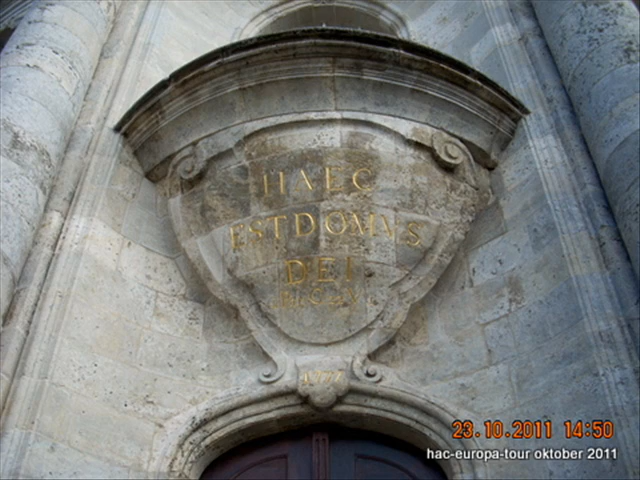 HAEC
EST DOMVS
DEI
1777
23.10.2011 14:50
hac-europa-tour oktober 2011